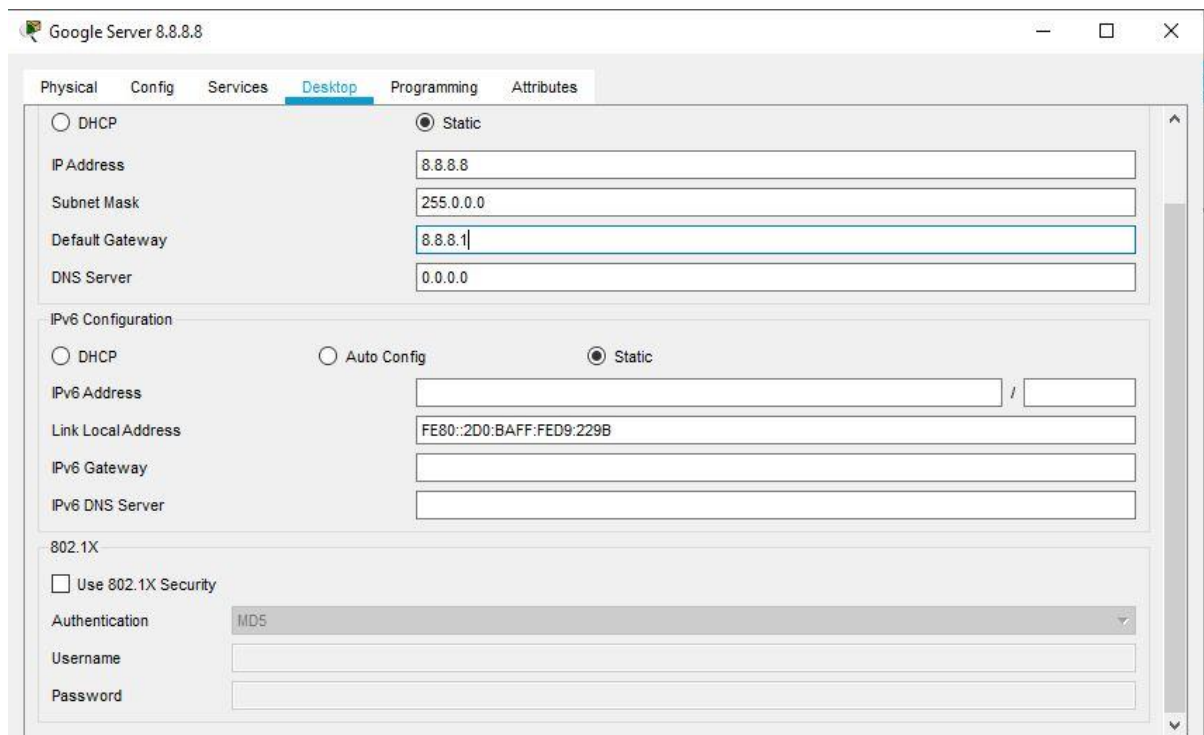 Google Server 8.8.8.8
Physical Config Services Desktop Programming Attributes
DHCP Static
IP Address 8.8.8.8
Subnet Mask 255.0.0.0
Default Gateway 8.8.8.1
DNS Server 0.0.0.0
IPv6 Configuration
DHCP Auto Config Static
IPv6 Address /
Link Local Address FE80::2D0:BAFF:FED9:229B
IPv6 Gateway
IPv6 DNS Server
802.1X
Use 802.1X Security
Authentication MD5
Username
Password